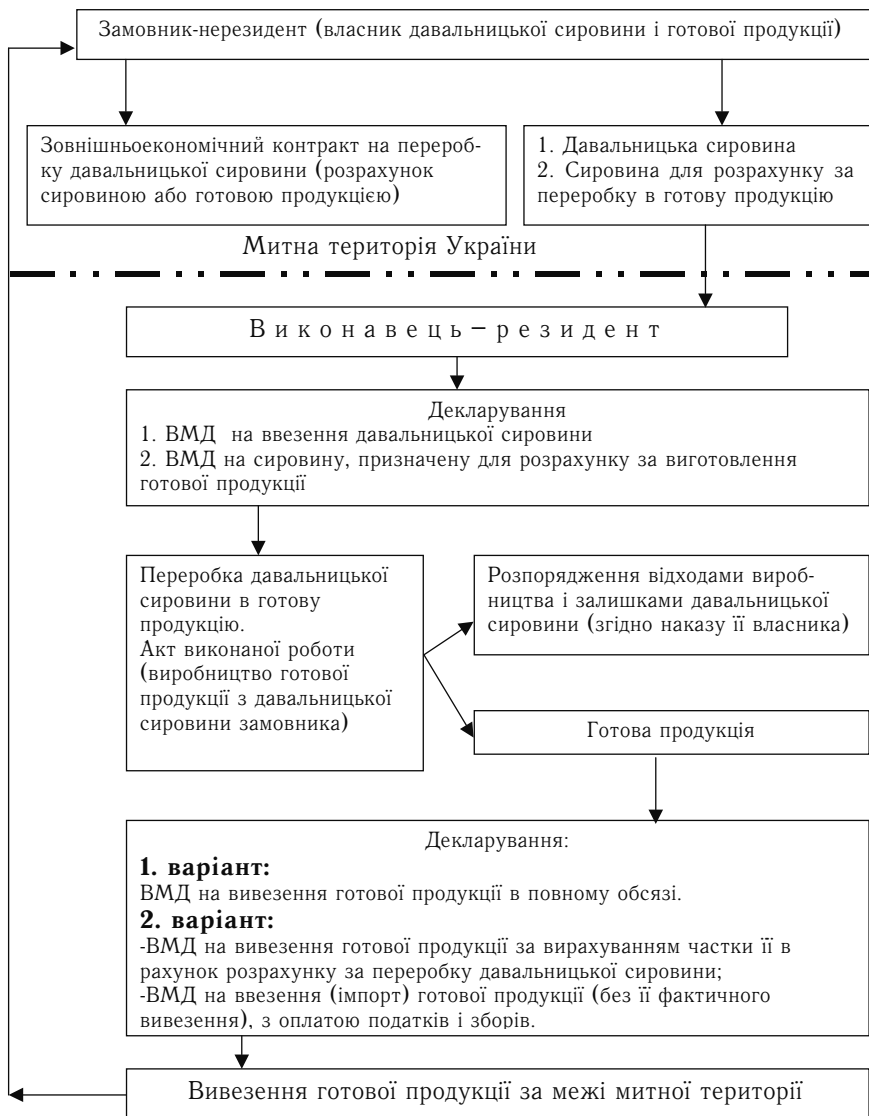 Замовник-нерезидент (власник давальницької сировини і готової продукції)
Зовнішньоекономічний контракт на перероб-
ку давальницької сировини (розрахунок
сировиною або готовою продукцією)
1. Давальницька сировина
2. Сировина для розрахунку за
переробку в готову продукцію
Митна територія України
Виконавець – резидент
Декларування
1. ВМД на ввезення давальницької сировини
2. ВМД на сировину, призначену для розрахунку за виготовлення
готової продукції
Переробка давальницької
сировини в готову
продукцію.
Акт виконаної роботи
(виробництво готової
продукції з давальницької
сировини замовника)
Розпорядження відходами вироб-
ництва і залишками давальницької
сировини (згідно наказу її власника)
Готова продукція
Декларування:
1. варіант:
ВМД на вивезення готової продукції в повному обсязі.
2. варіант:
-ВМД на вивезення готової продукції за вирахуванням частки її в
рахунок розрахунку за переробку давальницької сировини;
-ВМД на ввезення (імпорт) готової продукції (без її фактичного
вивезення), з оплатою податків і зборів.
Вивезення готової продукції за межі митної території